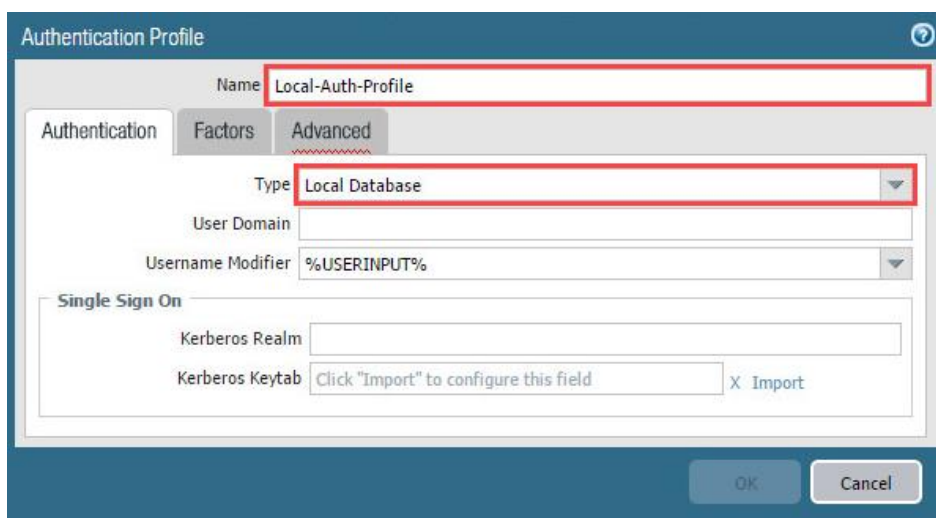 Authentication Profile
Name Local-Auth-Profile
Authentication Factors Advanced
Type Local Database
User Domain
Username Modifier %USERINPUT%
Single Sign On
Kerberos Realm
Kerberos Keytab Click "Import" to configure this field X Import
OK Cancel